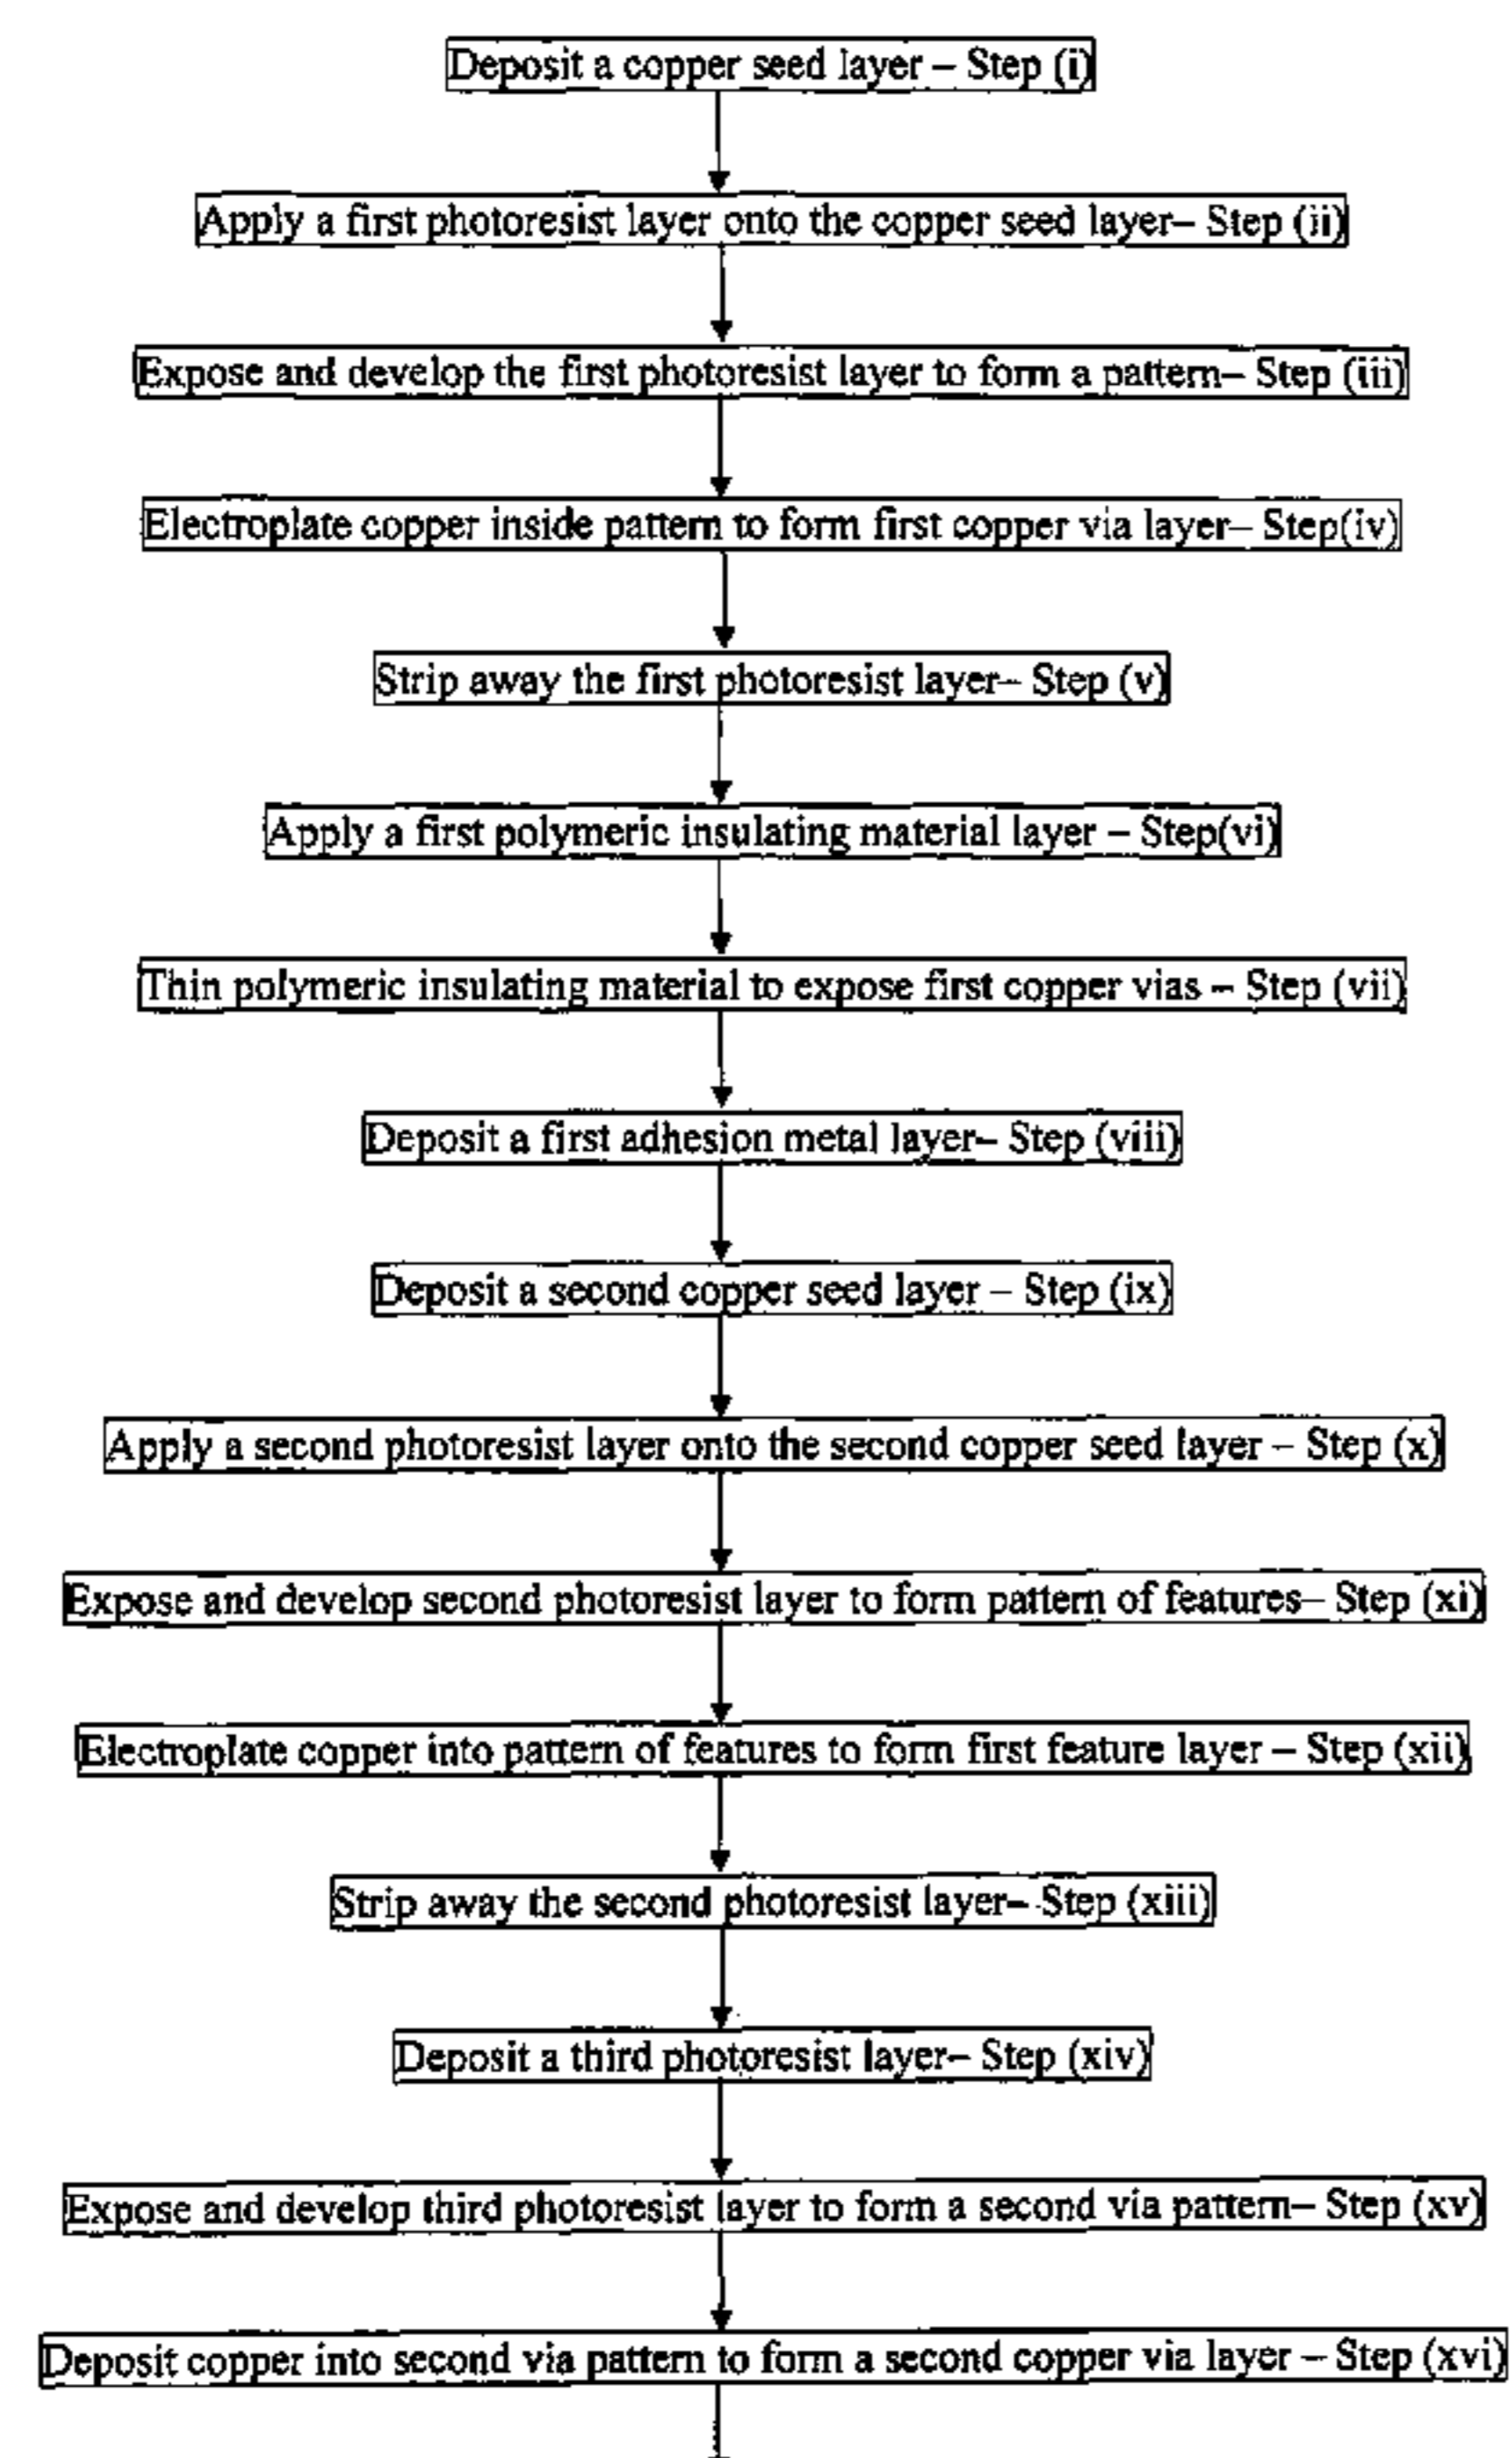 Deposit a copper seed layer – Step (i)
Apply a first photoresist layer onto the copper seed layer– Step (ii)
Expose and develop the first photoresist layer to form a pattern– Step (iii)
Electroplate copper inside pattern to form first copper via layer– Step(iv)
Strip away the first photoresist layer– Step (v)
Apply a first polymeric insulating material layer – Step(vi)
Thin polymeric insulating material to expose first copper vias – Step (vii)
Deposit a first adhesion metal layer– Step (viii)
Deposit a second copper seed layer – Step (ix)
Apply a second photoresist layer onto the second copper seed layer – Step (x)
Expose and develop second photoresist layer to form pattern of features– Step (xi)
Electroplate copper into pattern of features to form first feature layer – Step (xii)
Strip away the second photoresist layer– Step (xiii)
Deposit a third photoresist layer– Step (xiv)
Expose and develop third photoresist layer to form a second via pattern– Step (xv)
Deposit copper into second via pattern to form a second copper via layer – Step (xvi)